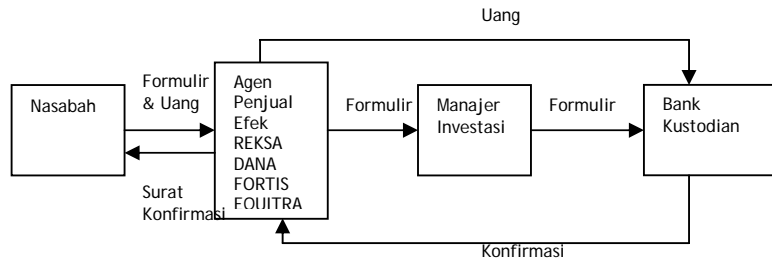 Uang
Nasabah
Formulir
& Uang
Surat
Konfirmasi
Agen
Penjual
Efek
REKSA
DANA
FORTIS
EQUITRA
Formulir
Manajer
Investasi
Formulir
Bank
Kustodian
Konfirmasi